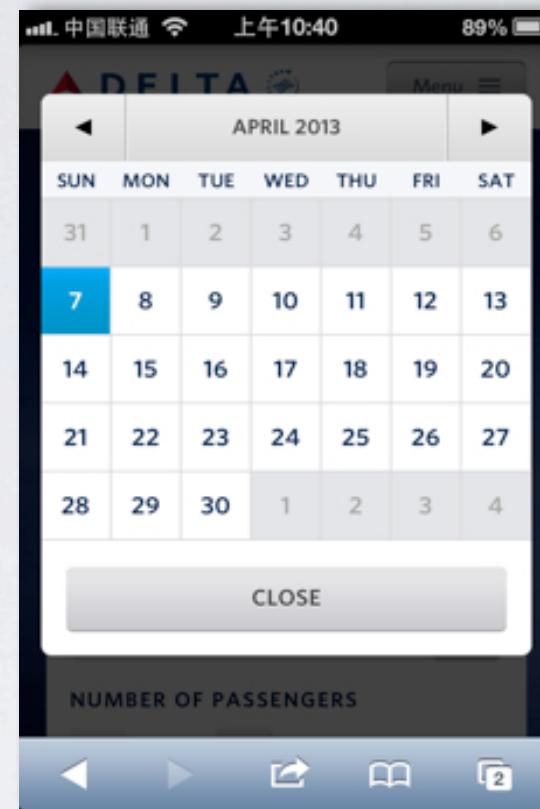 中国联通 上午10:40 89%
DELTA Menu
◀ APRIL 2013 ▶
SUN MON TUE WED THU FRI SAT
31 1 2 3 4 5 6
7 8 9 10 11 12 13
14 15 16 17 18 19 20
21 22 23 24 25 26 27
28 29 30 1 2 3 4
CLOSE
NUMBER OF PASSENGERS
2